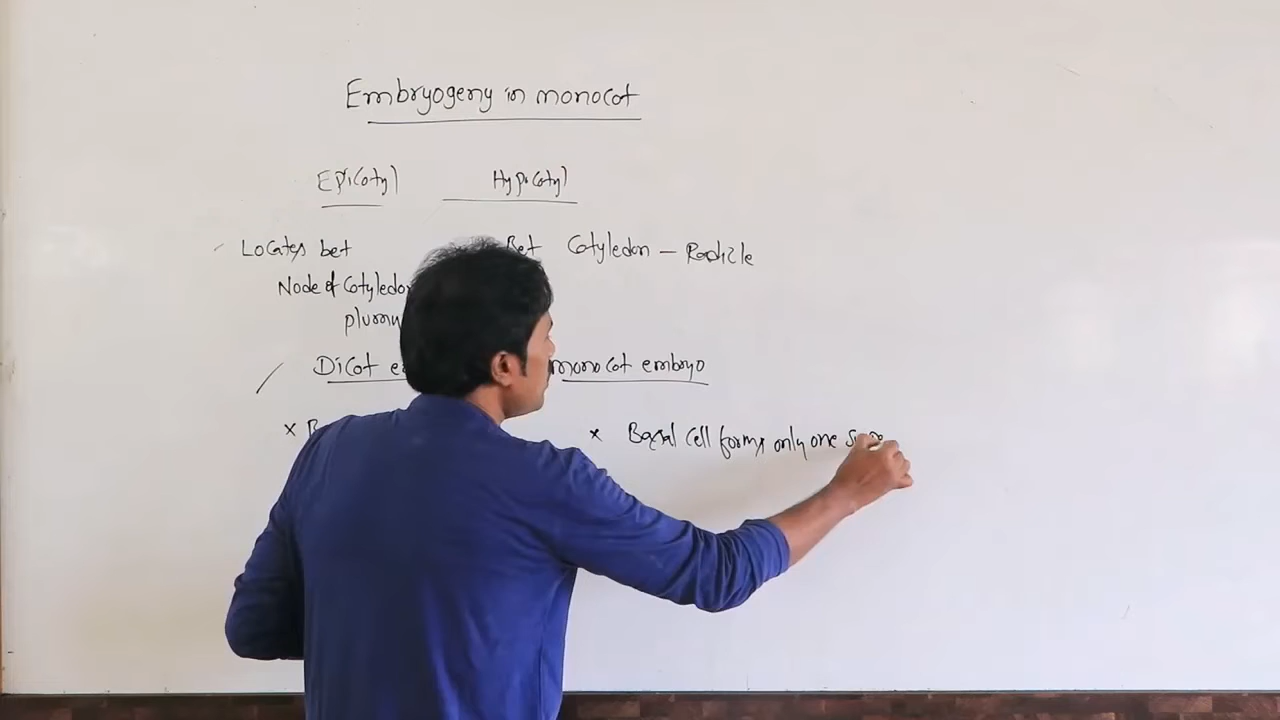 Embryogeny in monocot
Epicotyl Hypocotyl
Locates bet Bet Cotyledon – Radicle
Node of Cotyledon
plumu
Dicot e monocot embryo
× B × Basal cell forms only one